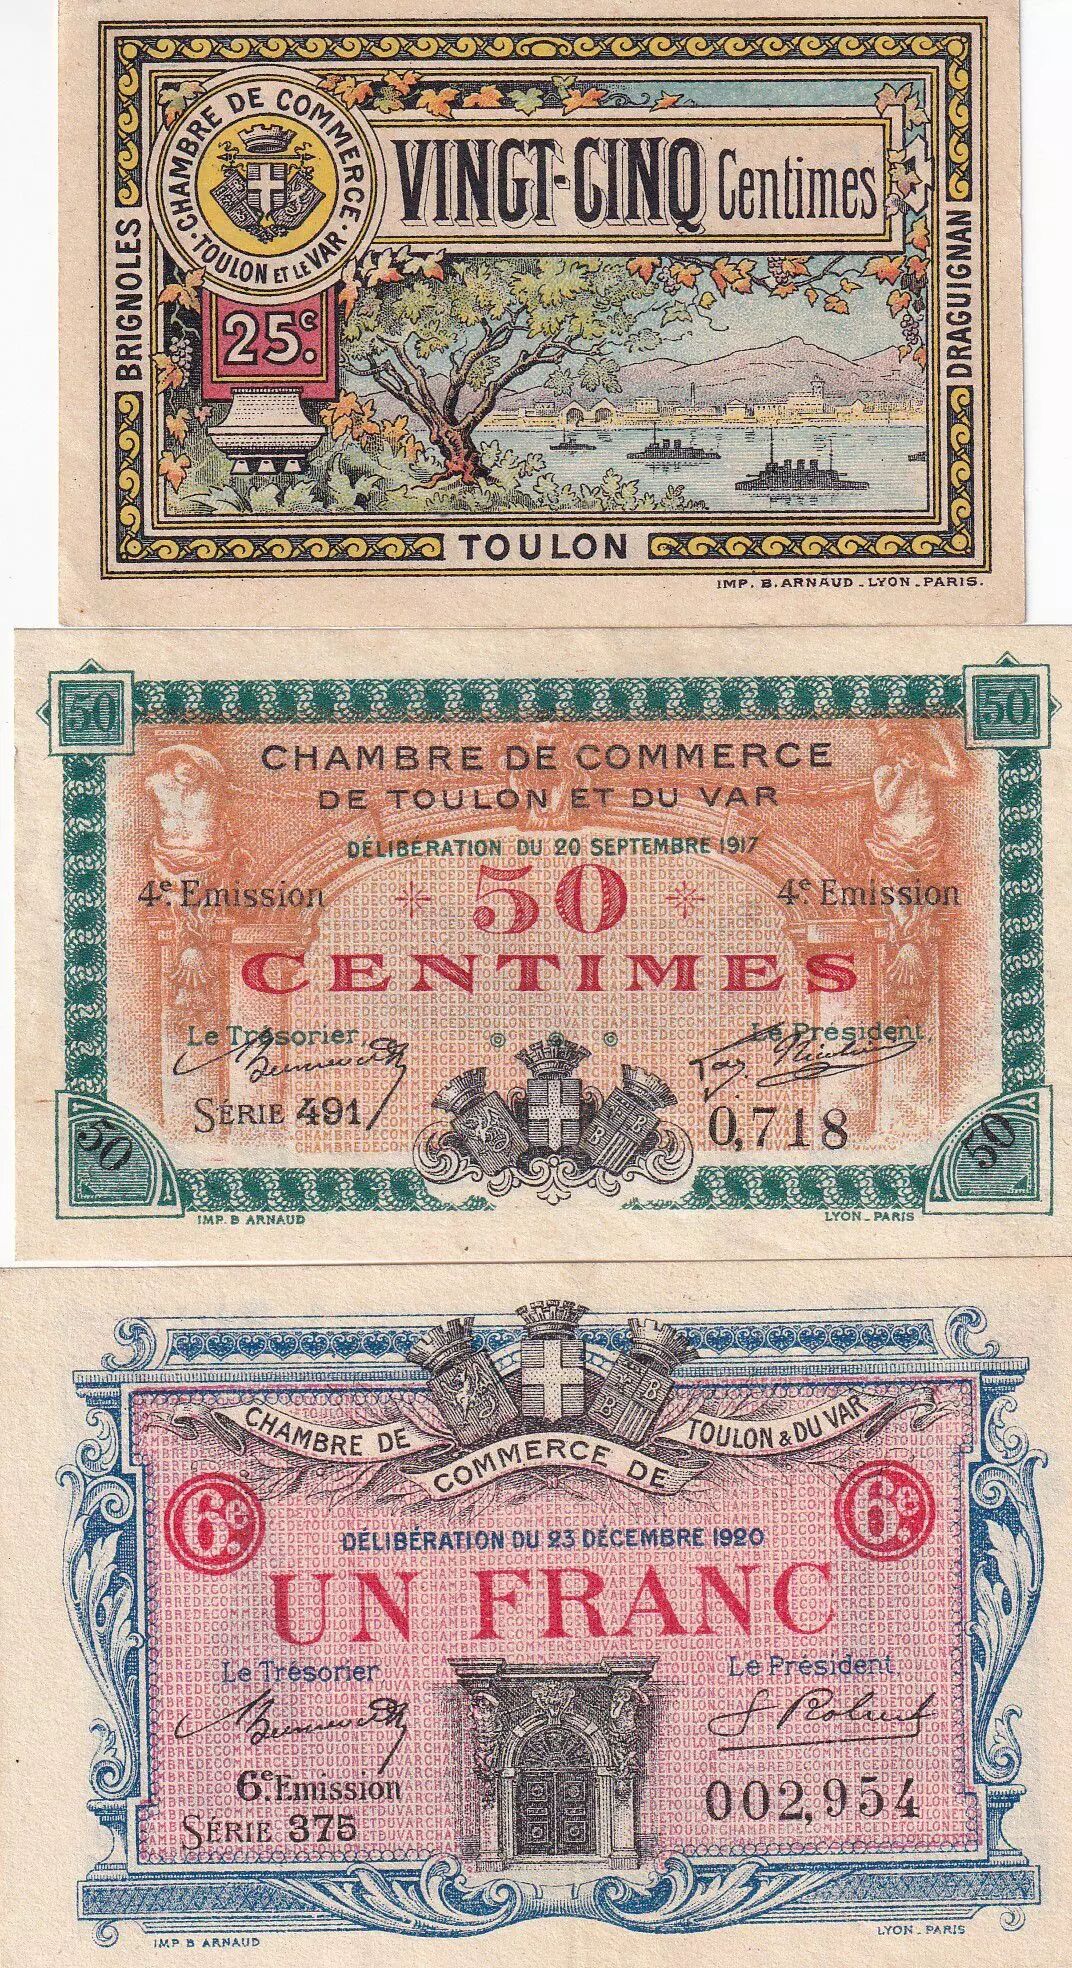 CHAMBRE DE COMMERCE
• TOULON ET LE VAR •
VINGT-CINQ Centimes
25c.
BRIGNOLES
DRAGUIGNAN
TOULON
IMP. B. ARNAUD - LYON - PARIS.
50 50
CHAMBRE DE COMMERCE
DE TOULON ET DU VAR
DÉLIBÉRATION DU 20 SEPTEMBRE 1917
4e. Emission 50 4e. Emission
CENTIMES
Le Trésorier, Le Président,
SÉRIE 491 0,718
50 50
IMP. B ARNAUD LYON - PARIS
CHAMBRE DE COMMERCE DE TOULON & DU VAR
6e. 6e.
DÉLIBÉRATION DU 23 DÉCEMBRE 1920
UN FRANC
Le Trésorier Le Président
6e. Emission 002,954
SÉRIE 375
IMP B ARNAUD LYON - PARIS